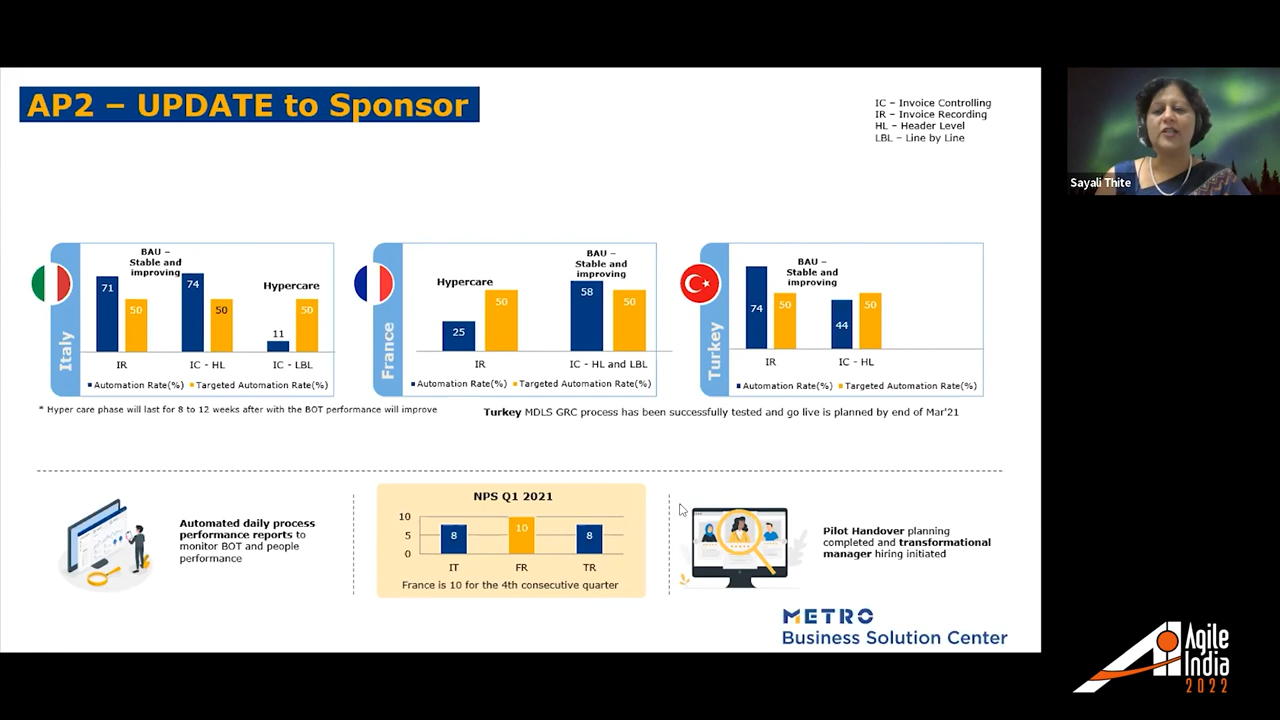 AP2 – UPDATE to Sponsor
IC – Invoice Controlling
IR – Invoice Recording
HL – Header Level
LBL – Line by Line
Sayali Thite
Italy
BAU –
Stable and
improving
Hypercare
71
50
74
50
11
50
IR
IC - HL
IC - LBL
Automation Rate(%)
Targeted Automation Rate(%)
France
Hypercare
BAU –
Stable and
improving
25
50
58
50
IR
IC - HL and LBL
Automation Rate(%)
Targeted Automation Rate(%)
Turkey
BAU –
Stable and
improving
74
50
44
50
IR
IC - HL
Automation Rate(%)
Targeted Automation Rate(%)
* Hyper care phase will last for 8 to 12 weeks after with the BOT performance will improve
Turkey MDLS GRC process has been successfully tested and go live is planned by end of Mar'21
Automated daily process
performance reports to
monitor BOT and people
performance
NPS Q1 2021
10
5
0
8
10
8
IT
FR
TR
France is 10 for the 4th consecutive quarter
Pilot Handover planning
completed and transformational
manager hiring initiated
METRO
Business Solution Center
Agile
India
2022